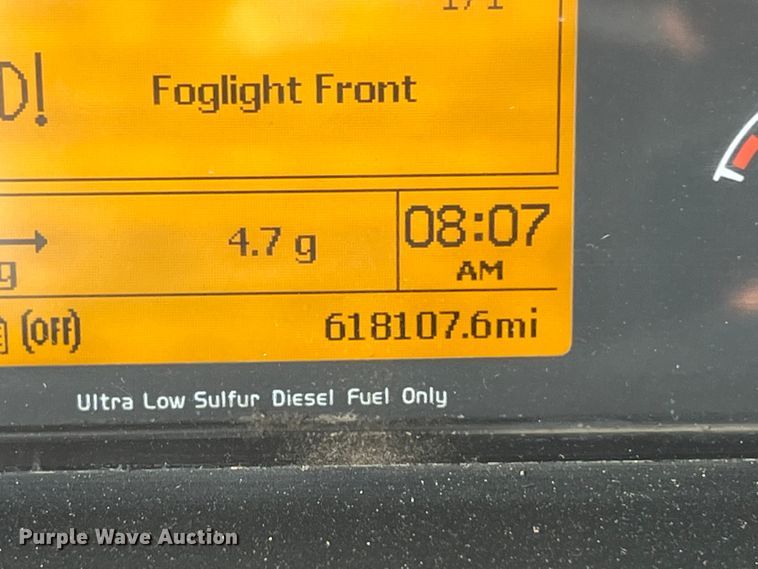 171
D!
Foglight Front
4.7 g
08:07
AM
g
(OFF)
618107.6mi
Ultra Low Sulfur Diesel Fuel Only
Purple Wave Auction